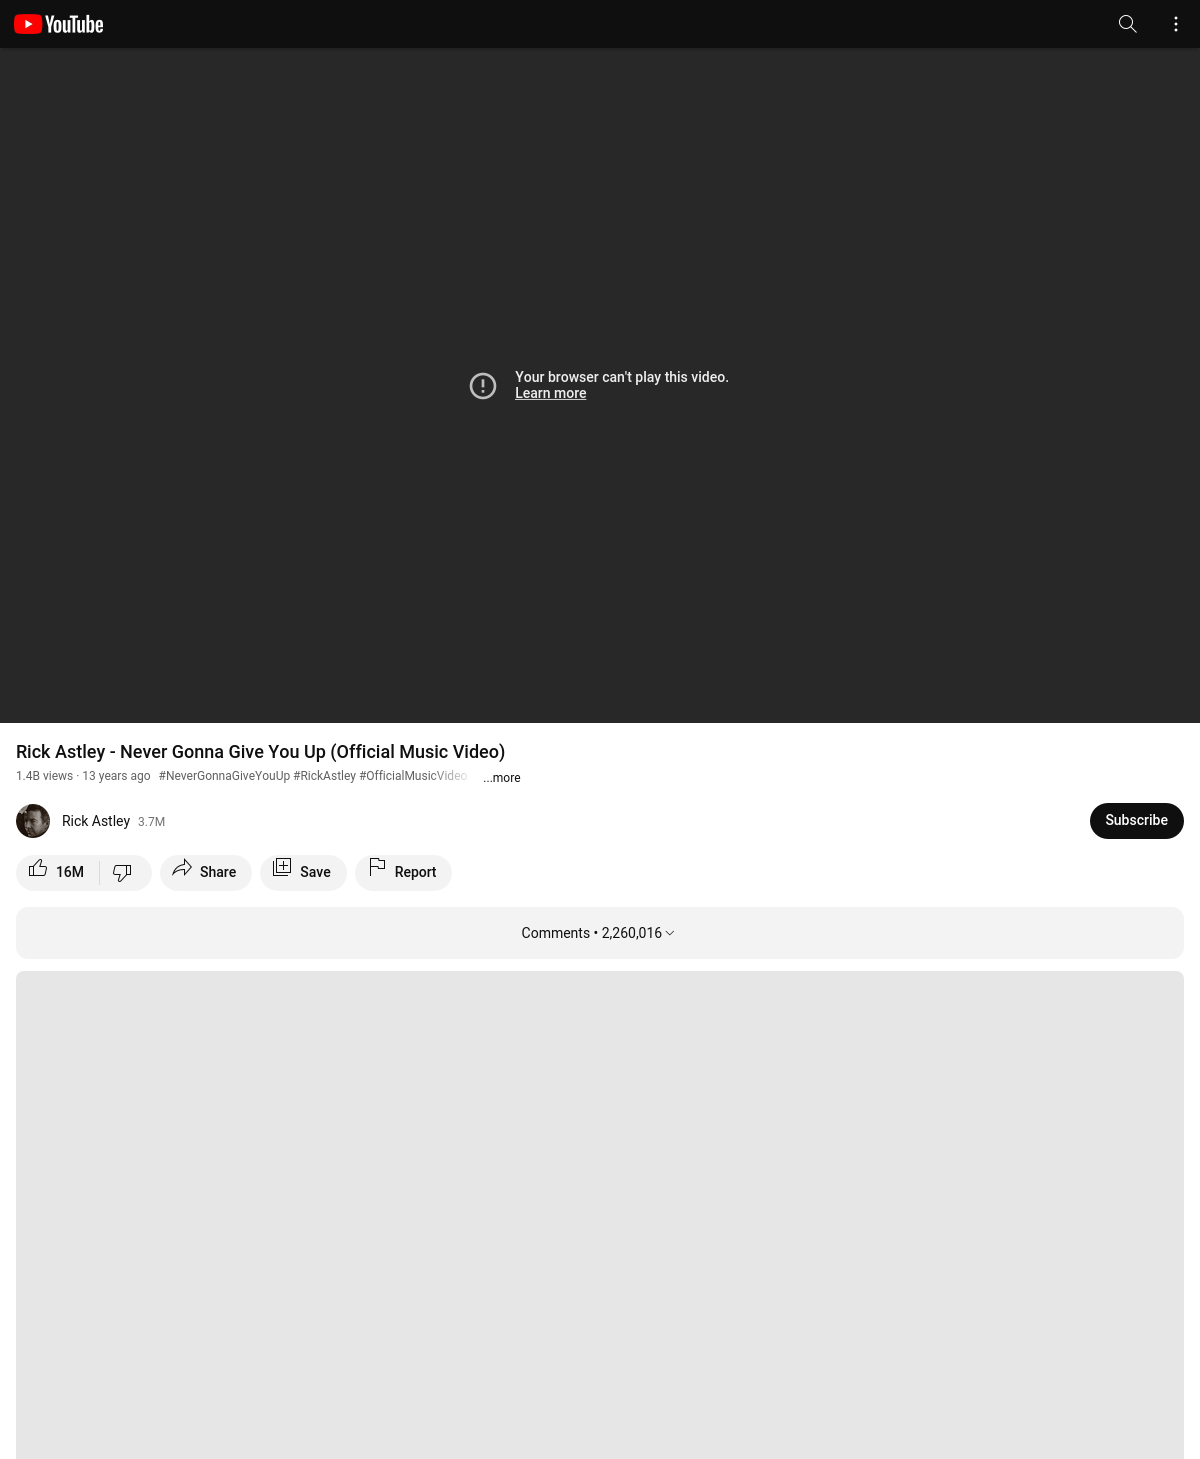 YouTube
Your browser can't play this video.
Learn more
Rick Astley - Never Gonna Give You Up (Official Music Video)
1.4B views · 13 years ago #NeverGonnaGiveYouUp #RickAstley #OfficialMusicVideo ...more
Rick Astley 3.7M
Subscribe
16M Share Save Report
Comments • 2,260,016